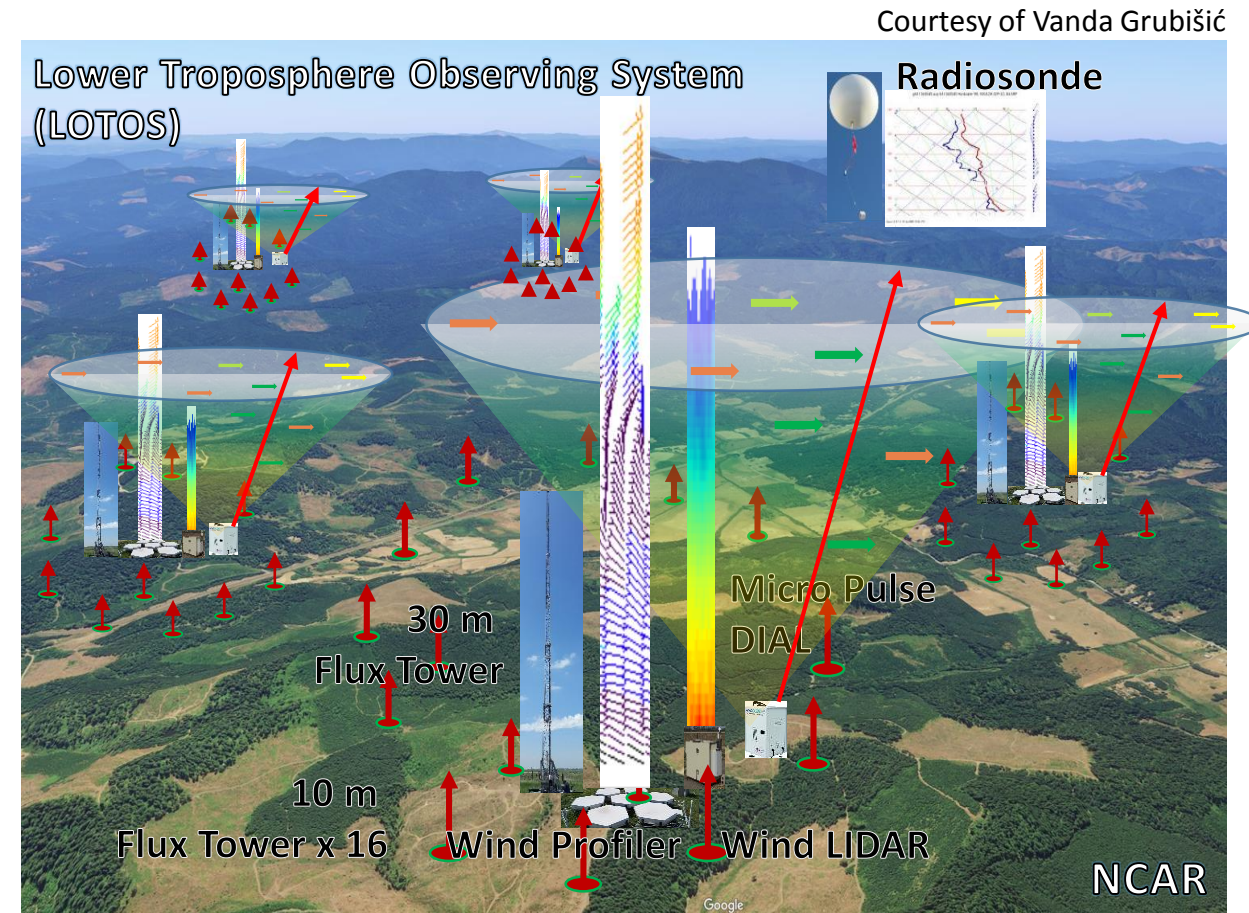 Courtesy of Vanda Grubišić
Lower Troposphere Observing System
(LOTOS)
Radiosonde
Micro Pulse
DIAL
30 m
Flux Tower
10 m
Flux Tower x 16
Wind Profiler
Wind LIDAR
NCAR
Google